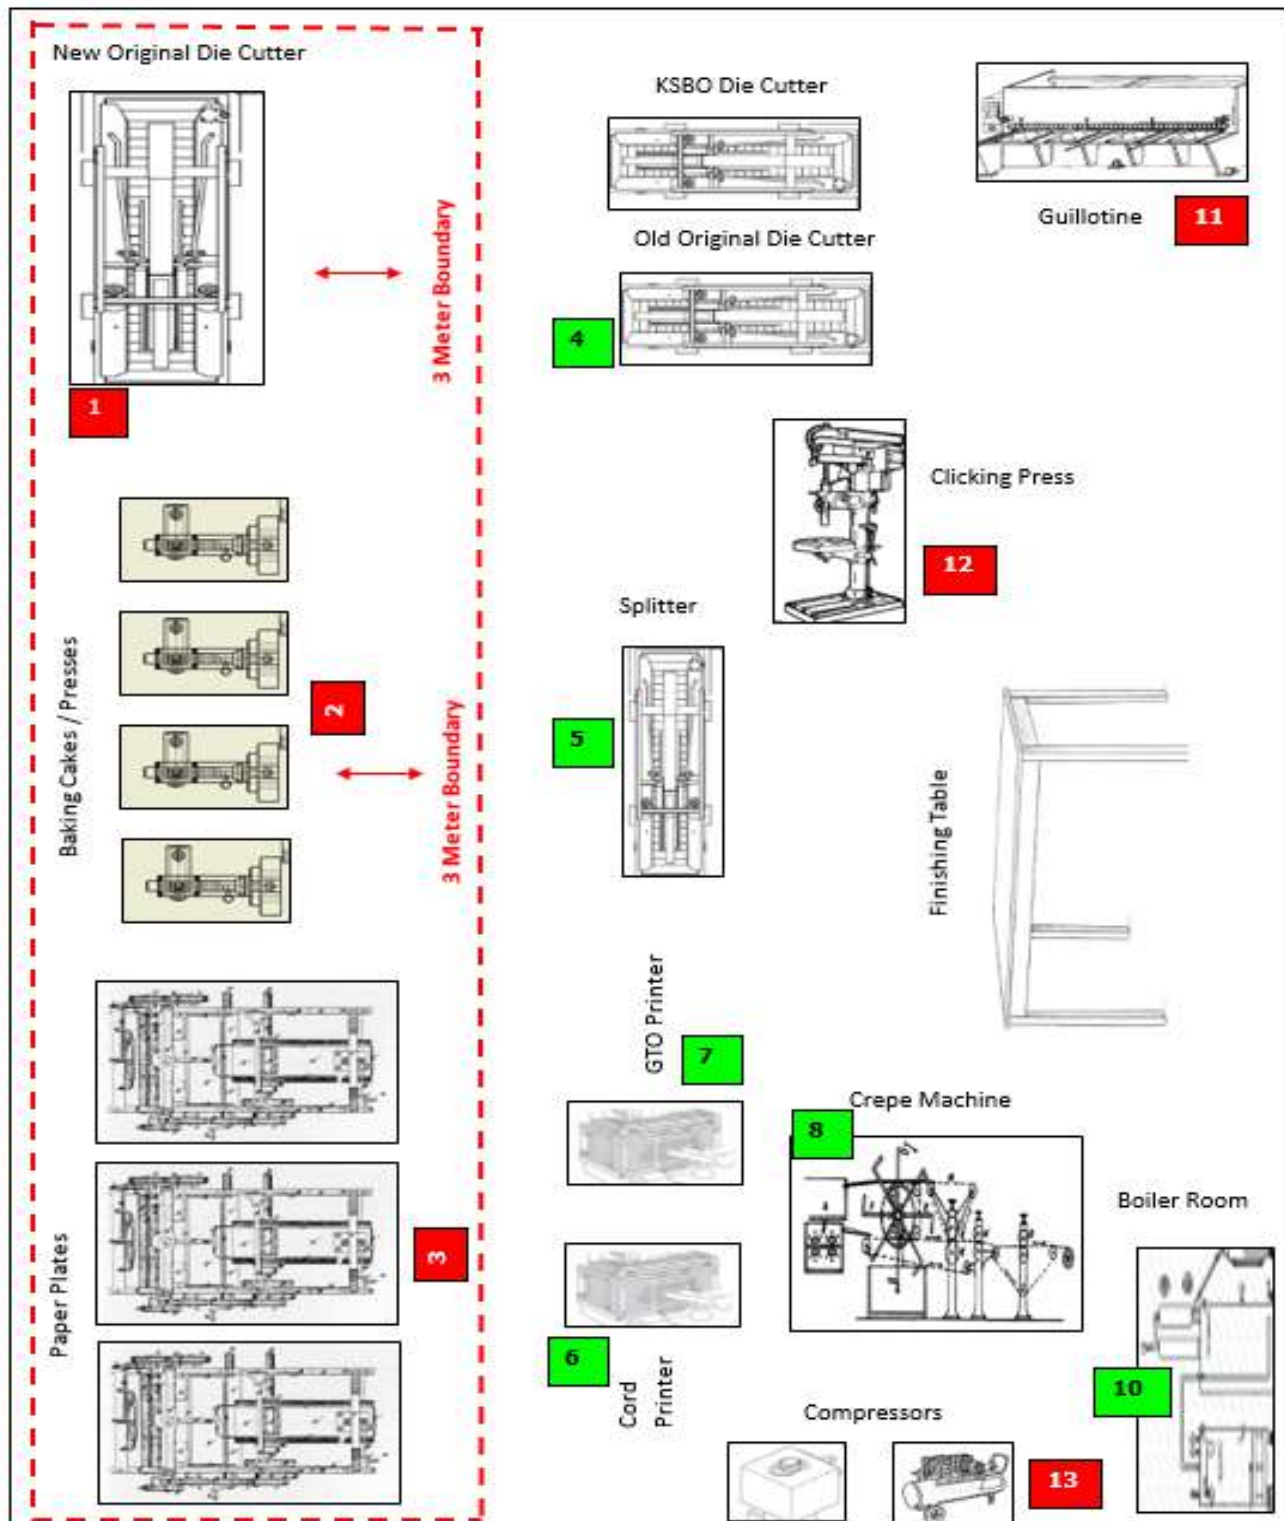 New Original Die Cutter
1
3 Meter Boundary
Baking Cakes / Presses
2
3 Meter Boundary
Paper Plates
3
KSBO Die Cutter
Old Original Die Cutter
4
Guillotine
11
Clicking Press
12
Splitter
5
Finishing Table
GTO Printer
7
Crepe Machine
8
6
Cord
Printer
Boiler Room
10
Compressors
13